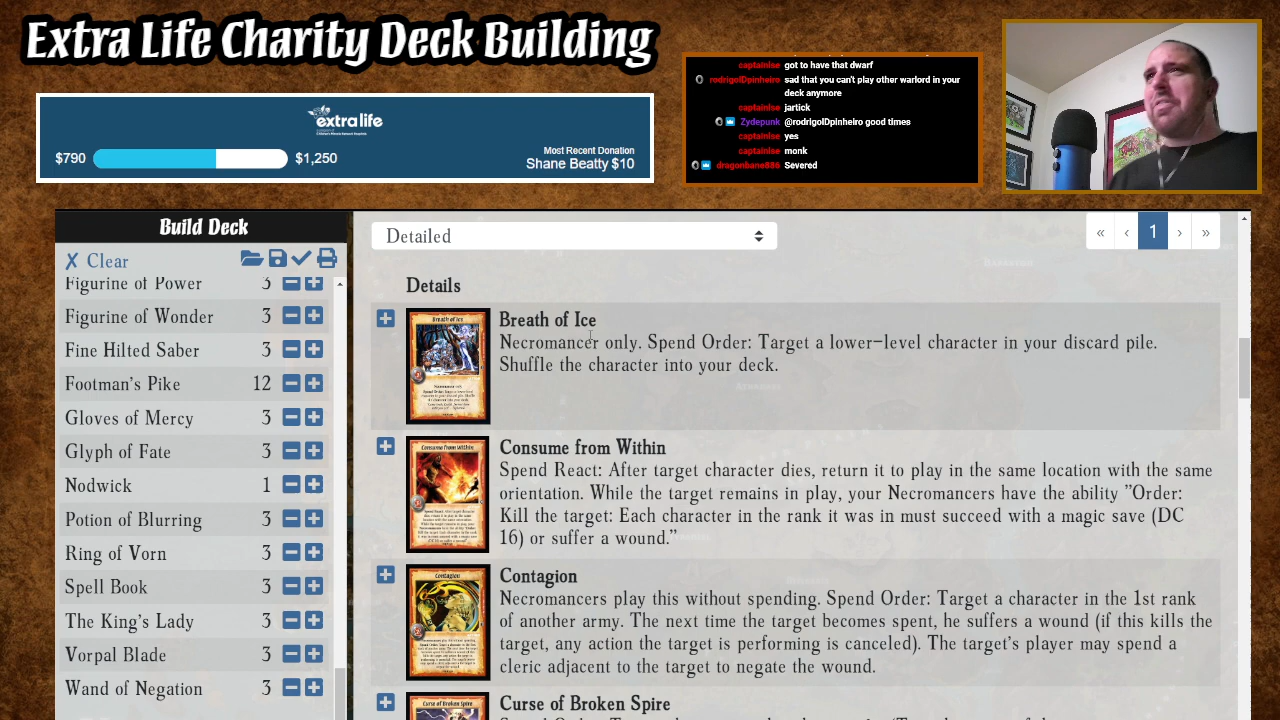 Extra Life Charity Deck Building
extralife
$780
$1,250
Most Recent Donation
Shane Beatty $10
captainlse got to have that dwarf
rodrigolDpinheiro sad that you can't play other warlord in your
deck anymore
captainlse jartick
Zydepunk @rodrigolDpinheiro good times
captainlse yes
captainlse monk
dragonbane886 Severed
Build Deck
✗ Clear
Figurine of Power 3
Figurine of Wonder 3
Fine Hilted Saber 3
Footman's Pike 12
Gloves of Mercy 3
Glyph of Fate 3
Nodwick 1
Potion of Blurring 3
Ring of Vorn 3
Spell Book 3
The King's Lady 3
Vorpal Blade 3
Wand of Negation 3
Detailed
« ‹ 1 › »
Details
Breath of Ice
Necromancer only. Spend Order: Target a lower-level character in your discard pile.
Shuffle the character into your deck.
Consume from Within
Spend React: After target character dies, return it to play in the same location with the same
orientation. While the target remains in play, your Necromancers have the ability "Order:
Kill the target. Each character in the rank it was in must succeed with a magic save (DC
16) or suffer a wound."
Contagion
Necromancers play this without spending. Spend Order: Target a character in the 1st rank
of another army. The next time the target becomes spent, he suffers a wound (if this kills the
target, any action the target is performing is canceled). The target's player may spend a
cleric adjacent to the target to negate the wound.
Curse of Broken Spire